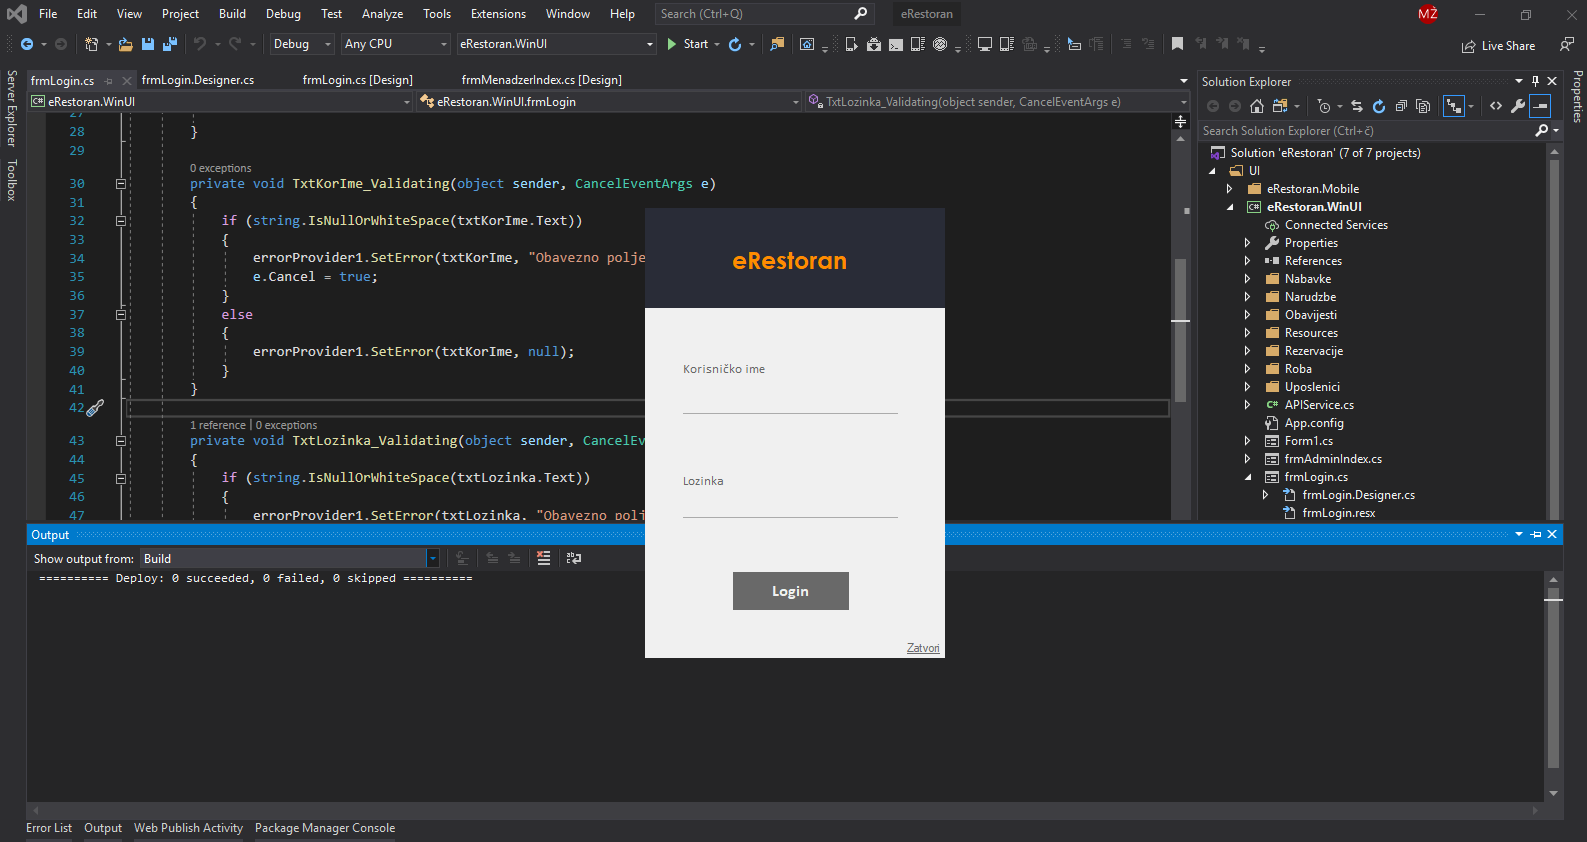 File Edit View Project Build Debug Test Analyze Tools Extensions Window Help Search (Ctrl+Q) eRestoran MŽ
Debug Any CPU eRestoran.WinUI Start Live Share
Server Explorer
Toolbox
frmLogin.cs frmLogin.Designer.cs frmLogin.cs [Design] frmMenadzerIndex.cs [Design]
C# eRestoran.WinUI eRestoran.WinUI.frmLogin TxtLozinka_Validating(object sender, CancelEventArgs e)
27
28 }
29
0 exceptions
30 private void TxtKorIme_Validating(object sender, CancelEventArgs e)
31 {
32 if (string.IsNullOrWhiteSpace(txtKorIme.Text))
33 {
34 errorProvider1.SetError(txtKorIme, "Obavezno polje
35 e.Cancel = true;
36 }
37 else
38 {
39 errorProvider1.SetError(txtKorIme, null);
40 }
41 }
42
1 reference | 0 exceptions
43 private void TxtLozinka_Validating(object sender, CancelEv
44 {
45 if (string.IsNullOrWhiteSpace(txtLozinka.Text))
46 {
47 errorProvider1.SetError(txtLozinka, "Obavezno polj
eRestoran
Korisničko ime
Lozinka
Login
Zatvori
Solution Explorer
Search Solution Explorer (Ctrl+č)
Solution 'eRestoran' (7 of 7 projects)
UI
eRestoran.Mobile
C# eRestoran.WinUI
Connected Services
Properties
References
Nabavke
Narudzbe
Obavijesti
Resources
Rezervacije
Roba
Uposlenici
C# APIService.cs
App.config
Form1.cs
frmAdminIndex.cs
frmLogin.cs
frmLogin.Designer.cs
frmLogin.resx
Properties
Output
Show output from: Build
========== Deploy: 0 succeeded, 0 failed, 0 skipped ==========
Error List Output Web Publish Activity Package Manager Console